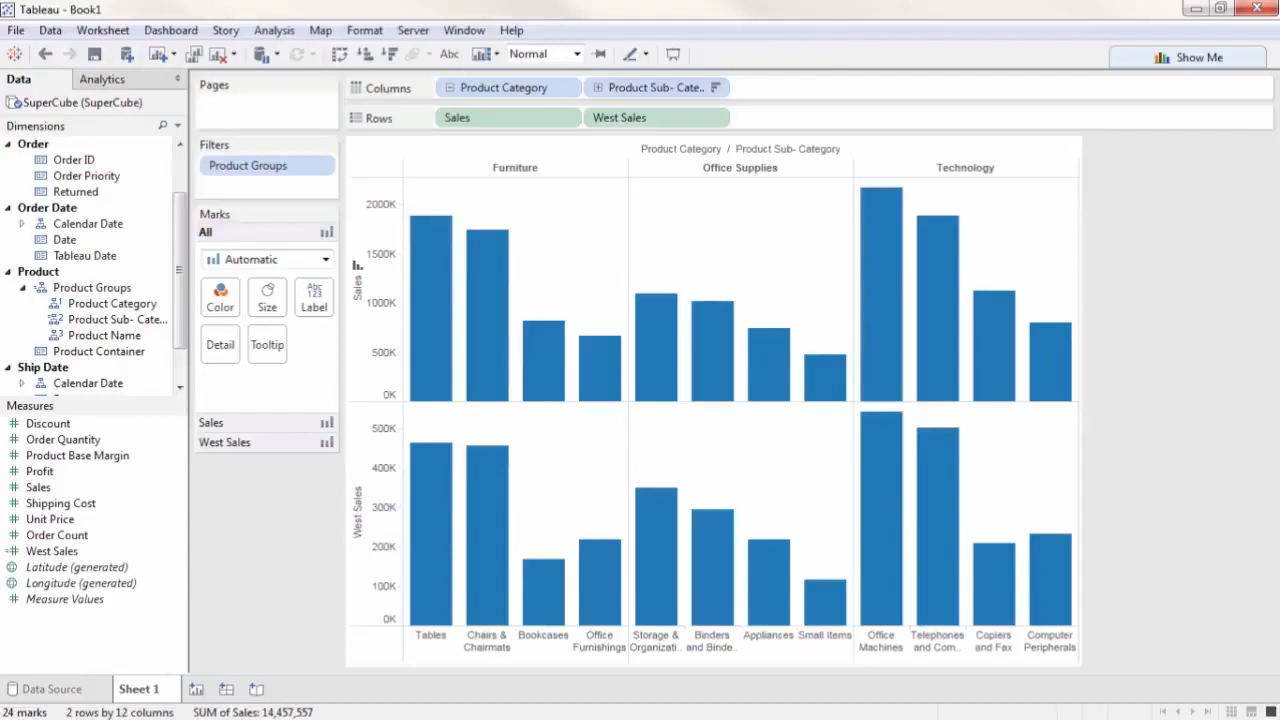 Tableau - Book1
File Data Worksheet Dashboard Story Analysis Map Format Server Window Help
Abc Normal Show Me
Data Analytics
SuperCube (SuperCube)
Dimensions
Order
Order ID
Order Priority
Returned
Order Date
Calendar Date
Date
Tableau Date
Product
Product Groups
Product Category
Product Sub- Cate...
Product Name
Product Container
Ship Date
Calendar Date
Measures
Discount
Order Quantity
Product Base Margin
Profit
Sales
Shipping Cost
Unit Price
Order Count
West Sales
Latitude (generated)
Longitude (generated)
Measure Values
Pages
Filters
Product Groups
Marks
All
Automatic
Color Size Abc 123 Label
Detail Tooltip
Sales
West Sales
Columns Product Category Product Sub- Cate..
Rows Sales West Sales
Product Category / Product Sub- Category
Furniture Office Supplies Technology
2000K
1500K
1000K
500K
0K
Sales
500K
400K
300K
200K
100K
0K
West Sales
Tables Chairs & Bookcases Office Storage & Binders Appliances Small Items Office Telephones Copiers Computer
Chairmats Furnishings Organizati.. and Binde.. Machines and Com.. and Fax Peripherals
Data Source Sheet 1
24 marks 2 rows by 12 columns SUM of Sales: 14,457,557